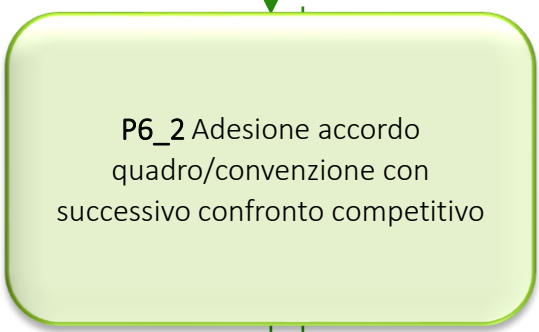 P6_2 Adesione accordo
quadro/convenzione con
successivo confronto competitivo